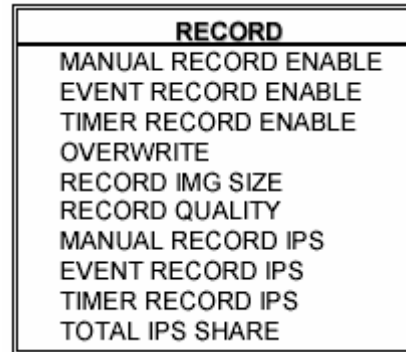 RECORD
MANUAL RECORD ENABLE
EVENT RECORD ENABLE
TIMER RECORD ENABLE
OVERWRITE
RECORD IMG SIZE
RECORD QUALITY
MANUAL RECORD IPS
EVENT RECORD IPS
TIMER RECORD IPS
TOTAL IPS SHARE